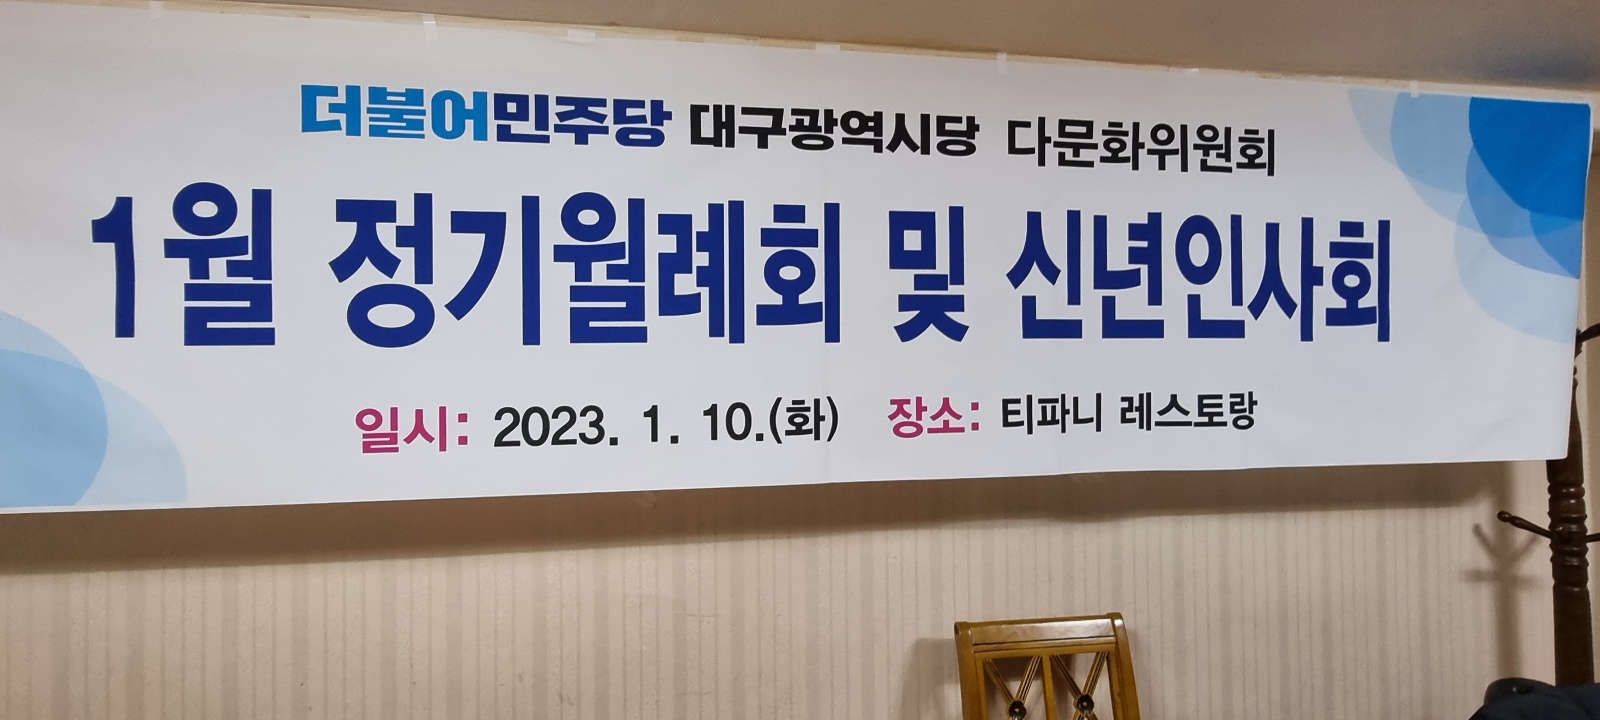 더불어민주당 대구광역시당 다문화위원회
1월 정기월례회 및 신년인사회
일시: 2023. 1. 10.(화) 장소: 티파니 레스토랑